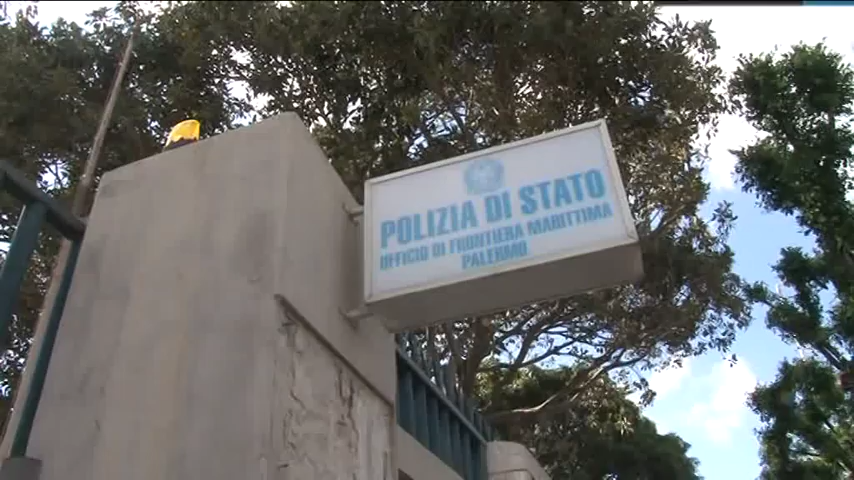 POLIZIA DI STATO
UFFICIO DI FRONTIERA MARITTIMA
PALERMO